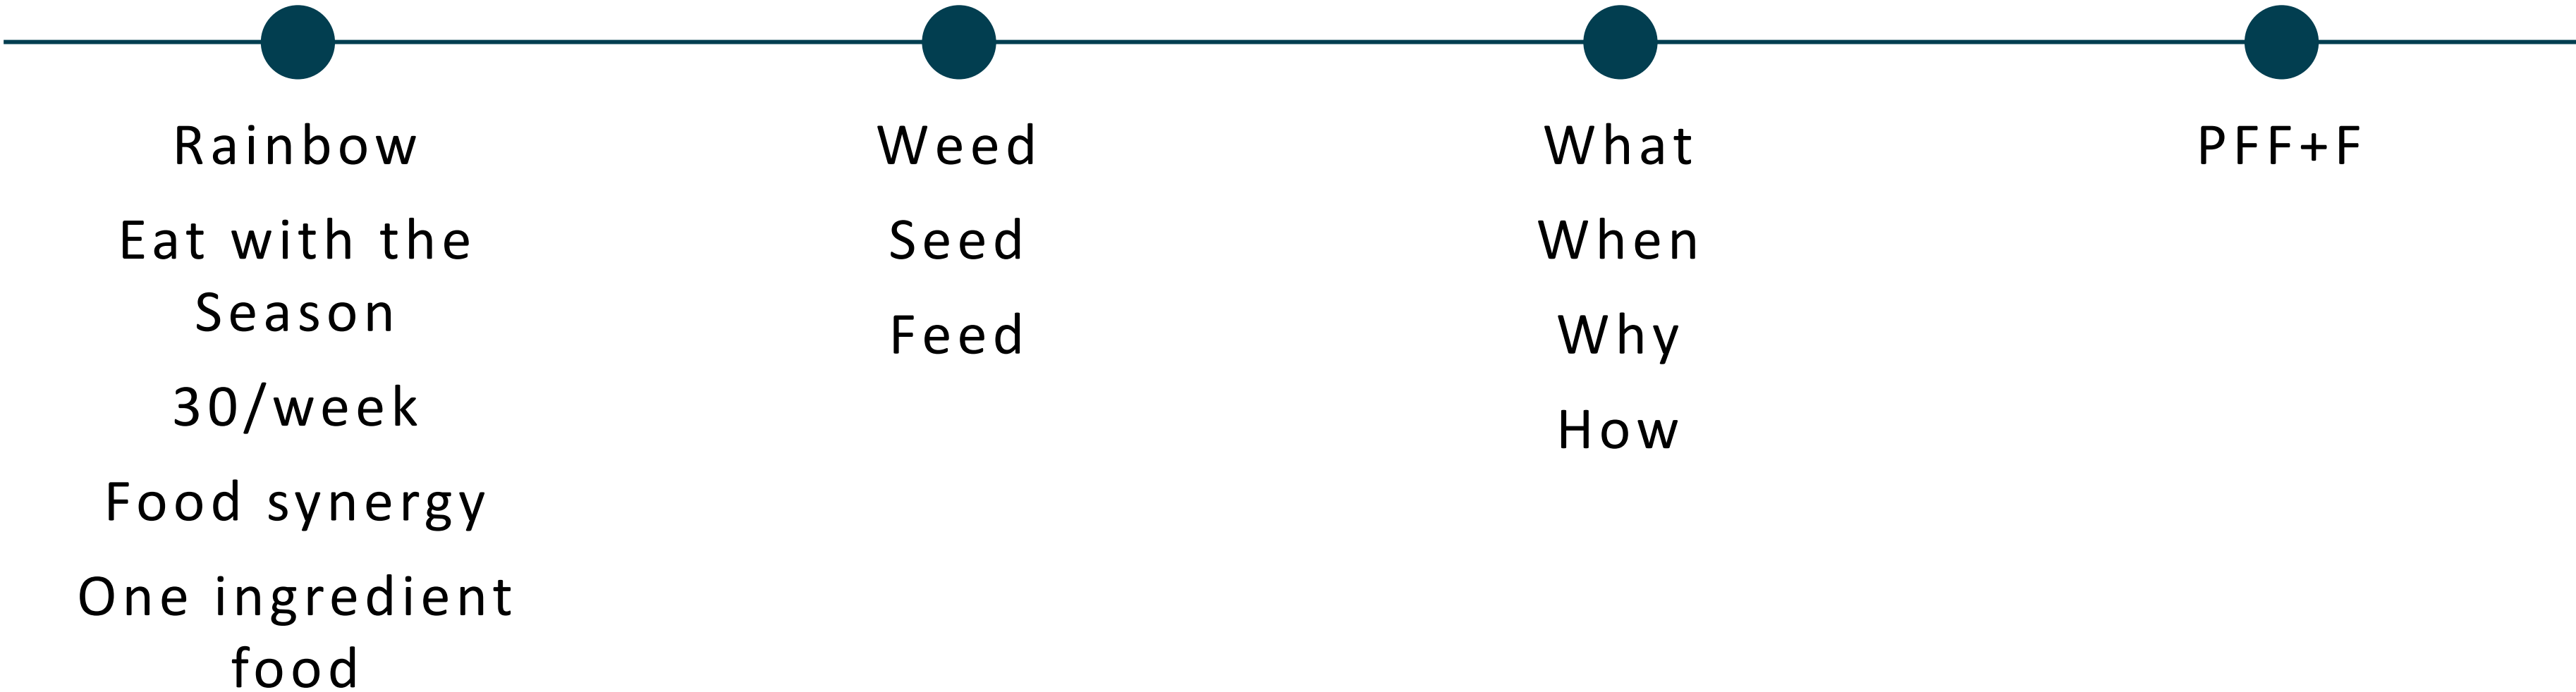 Rainbow
Eat with the
Season
30/week
Food synergy
One ingredient
food
Weed
Seed
Feed
What
When
Why
How
PFF+F